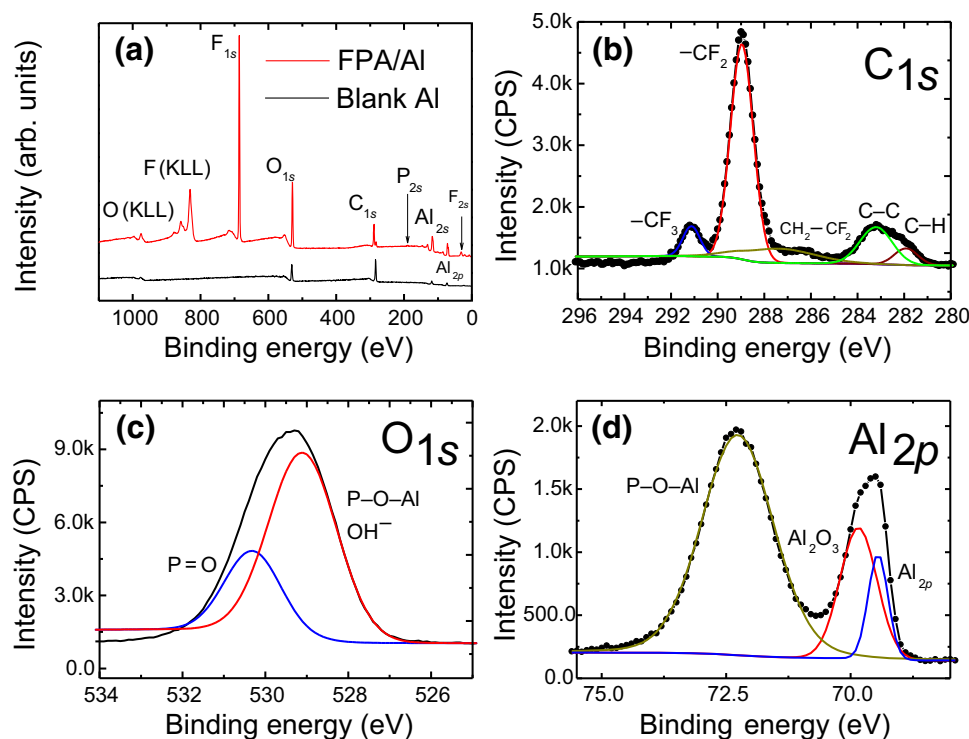 (a)
F1s
FPA/Al
Blank Al
F (KLL)
O (KLL)
O1s
C1s
P2s
Al2s
F2s
Al2p
Intensity (arb. units)
1000 800 600 400 200 0
Binding energy (eV)
(b)
C1s
–CF2
–CF3
CH2–CF2
C–C
C–H
Intensity (CPS)
5.0k
4.0k
3.0k
2.0k
1.0k
296 294 292 290 288 286 284 282 280
Binding energy (eV)
(c)
O1s
P–O–Al
OH–
P=O
Intensity (CPS)
9.0k
6.0k
3.0k
0.0
534 532 530 528 526
Binding energy (eV)
(d)
Al 2p
P–O–Al
Al2O3
Al2p
Intensity (CPS)
2.0k
1.5k
1.0k
500.0
0.0
75.0 72.5 70.0
Binding energy (eV)